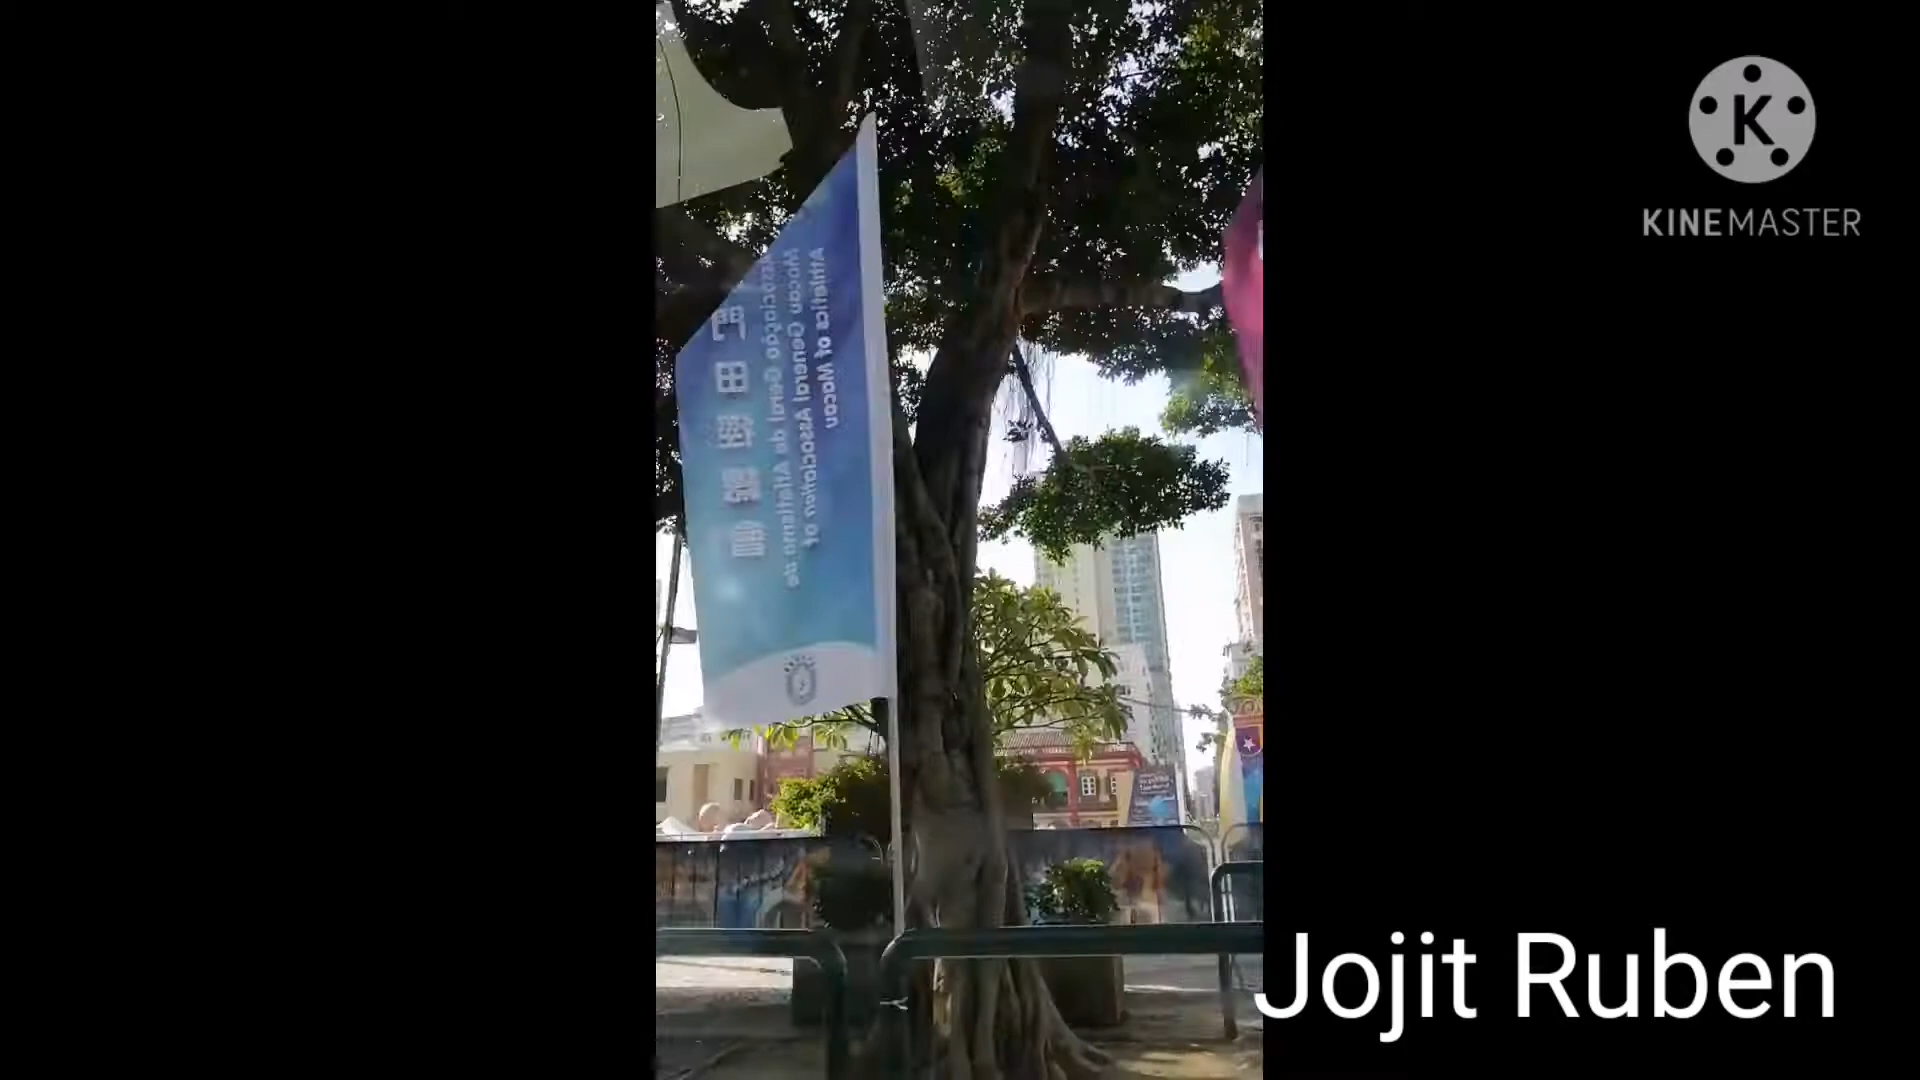 KINEMASTER
門田徑總會
Associação Geral de Atletismo de
Macau General Association of
Athletics of Macau
Jojit Ruben